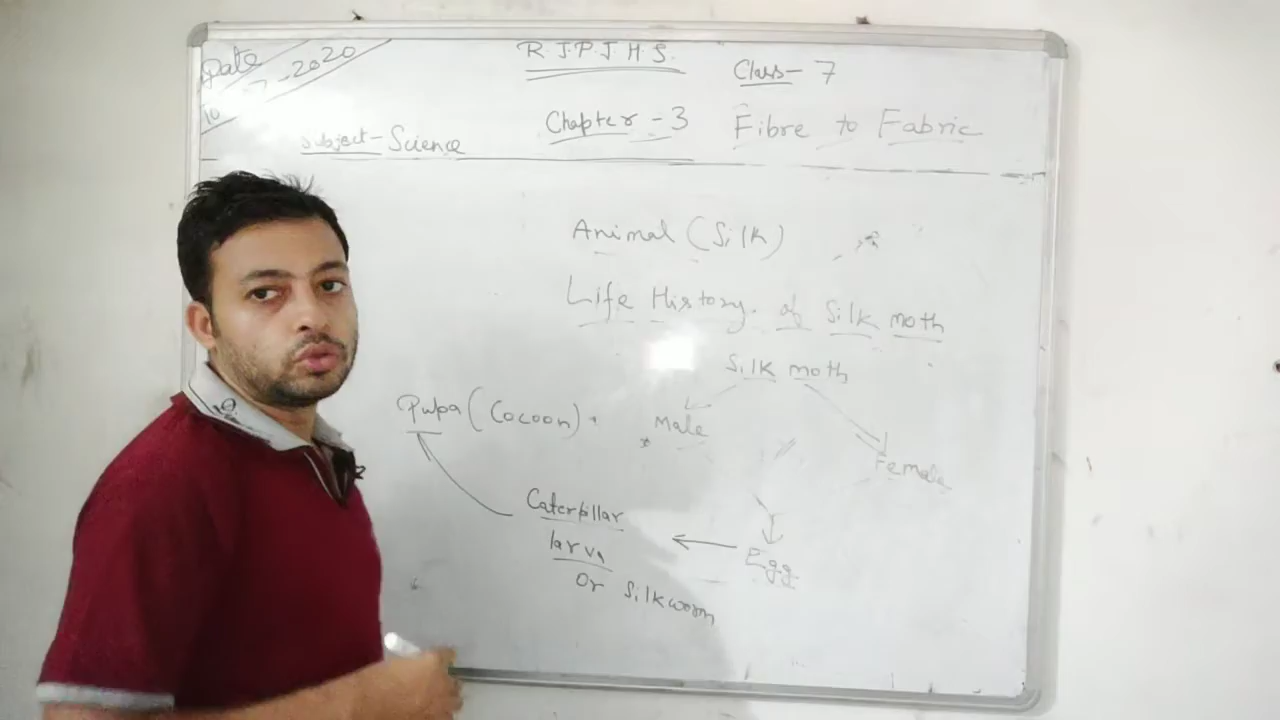 Date
10 - 7 - 2020
R J P J H S.
Class - 7
Subject - Science
Chapter - 3 Fibre to Fabric
Animal (Silk)
Life History of Silk moth
Silk moth
Male
Female
Egg
Caterpillar
larva
Or Silkworm
Pupa (Cocoon)